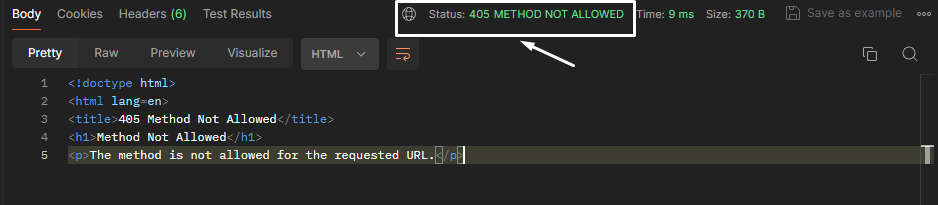 Body Cookies Headers (6) Test Results Status: 405 METHOD NOT ALLOWED Time: 9 ms Size: 370 B Save as example
Pretty Raw Preview Visualize HTML
1 <!doctype html>
2 <html lang=en>
3 <title>405 Method Not Allowed</title>
4 <h1>Method Not Allowed</h1>
5 <p>The method is not allowed for the requested URL.</p>